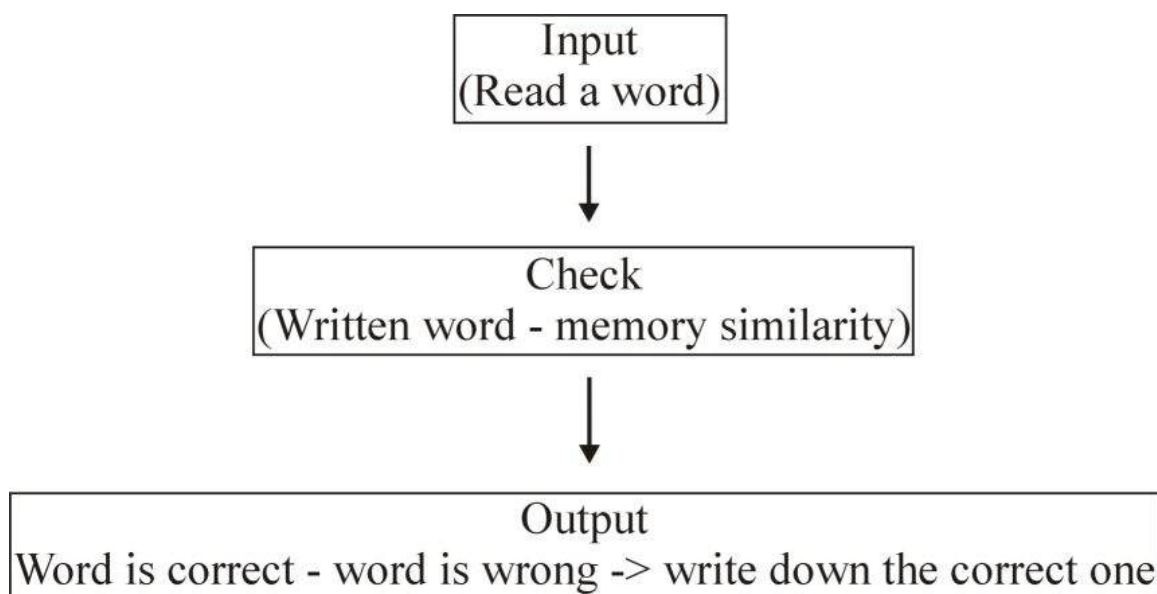 Input
(Read a word)
Check
(Written word - memory similarity)
Output
Word is correct - word is wrong -> write down the correct one